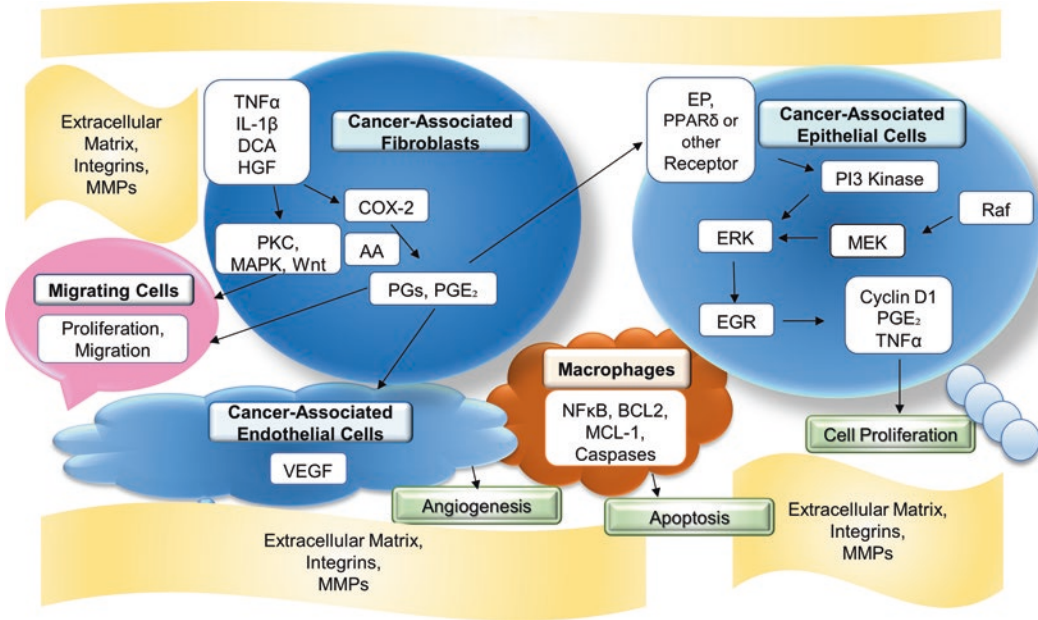 Extracellular
Matrix,
Integrins,
MMPs
TNFα
IL-1β
DCA
HGF
Cancer-Associated
Fibroblasts
COX-2
PKC,
MAPK, Wnt
AA
PGs, PGE₂
Migrating Cells
Proliferation,
Migration
EP,
PPARδ or
other
Receptor
Cancer-Associated
Epithelial Cells
PI3 Kinase
Raf
ERK
MEK
EGR
Cyclin D1
PGE₂
TNFα
Cell Proliferation
Macrophages
NFκB, BCL2,
MCL-1,
Caspases
Apoptosis
Cancer-Associated
Endothelial Cells
VEGF
Angiogenesis
Extracellular Matrix,
Integrins,
MMPs
Extracellular Matrix,
Integrins,
MMPs